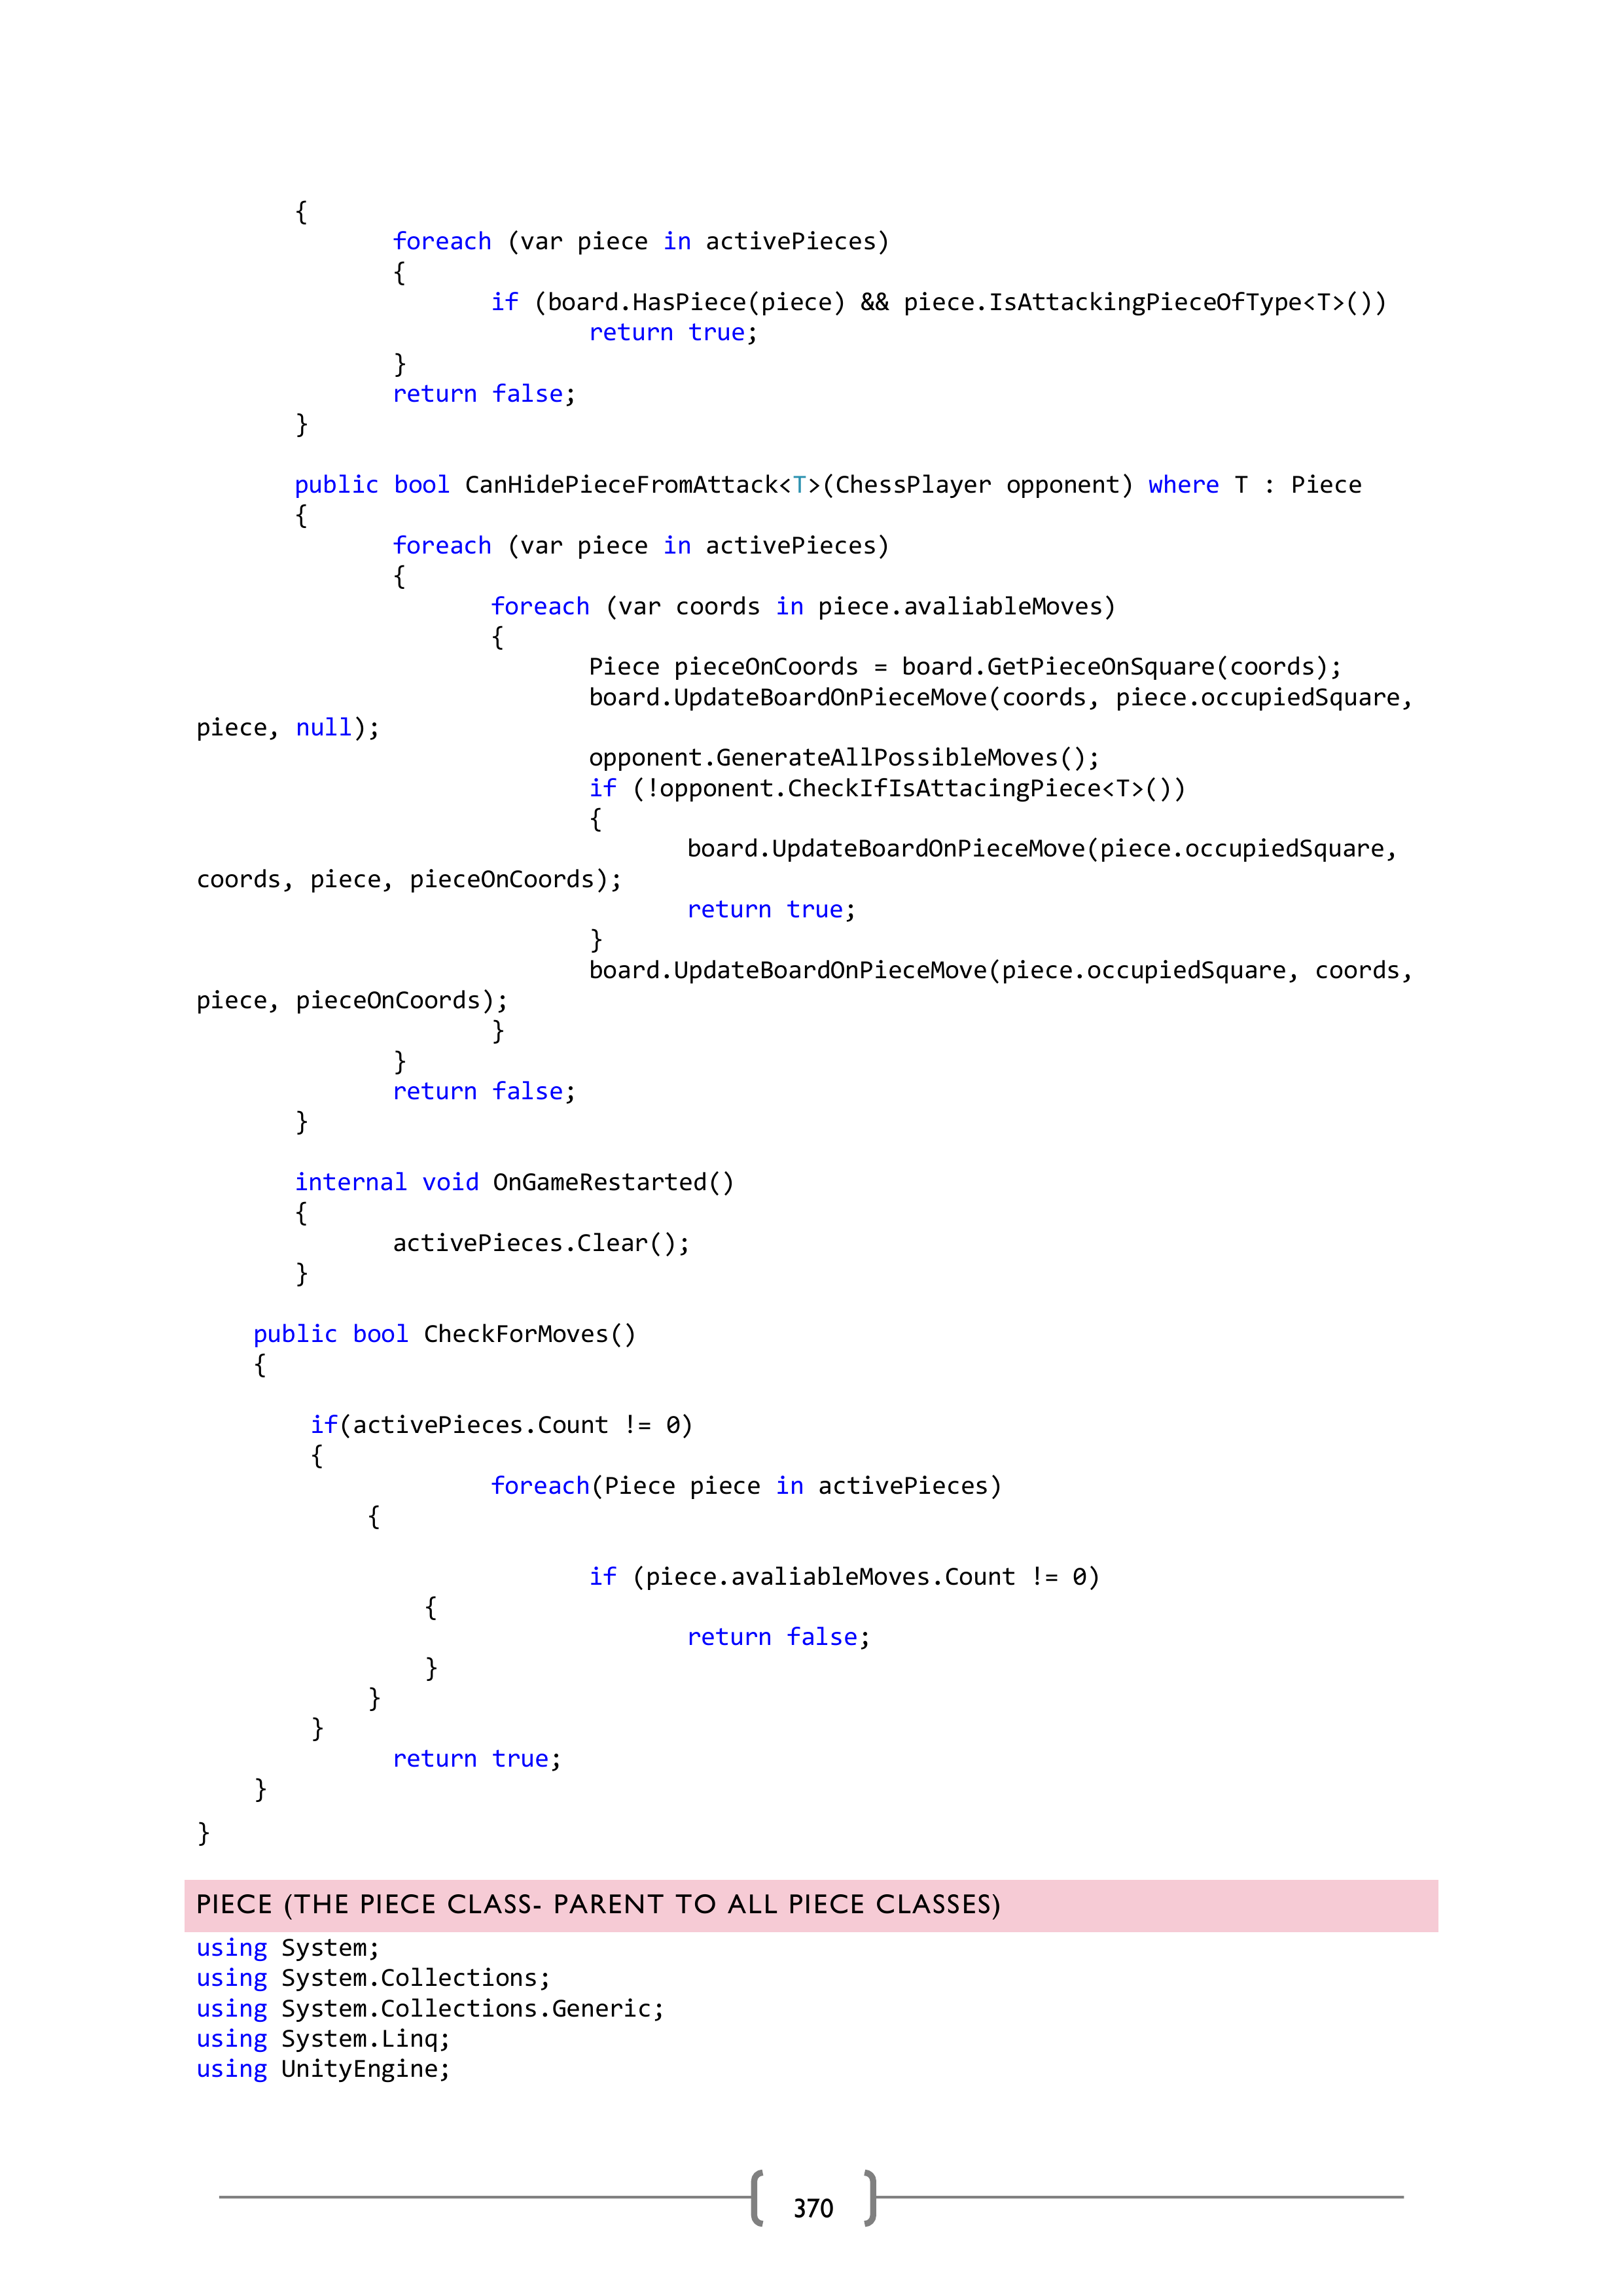 {
foreach (var piece in activePieces)
{
if (board.HasPiece(piece) && piece.IsAttackingPieceOfType<T>())
return true;
}
return false;
}
public bool CanHidePieceFromAttack<T>(ChessPlayer opponent) where T : Piece
{
foreach (var piece in activePieces)
{
foreach (var coords in piece.avaliableMoves)
{
Piece pieceOnCoords = board.GetPieceOnSquare(coords);
board.UpdateBoardOnPieceMove(coords, piece.occupiedSquare,
piece, null);
opponent.GenerateAllPossibleMoves();
if (!opponent.CheckIfIsAttacingPiece<T>())
{
board.UpdateBoardOnPieceMove(piece.occupiedSquare,
coords, piece, pieceOnCoords);
return true;
}
board.UpdateBoardOnPieceMove(piece.occupiedSquare, coords,
piece, pieceOnCoords);
}
}
return false;
}
internal void OnGameRestarted()
{
activePieces.Clear();
}
public bool CheckForMoves()
{
if(activePieces.Count != 0)
{
foreach(Piece piece in activePieces)
{
if (piece.avaliableMoves.Count != 0)
{
return false;
}
}
}
return true;
}
}
PIECE (THE PIECE CLASS- PARENT TO ALL PIECE CLASSES)
using System;
using System.Collections;
using System.Collections.Generic;
using System.Linq;
using UnityEngine;
370